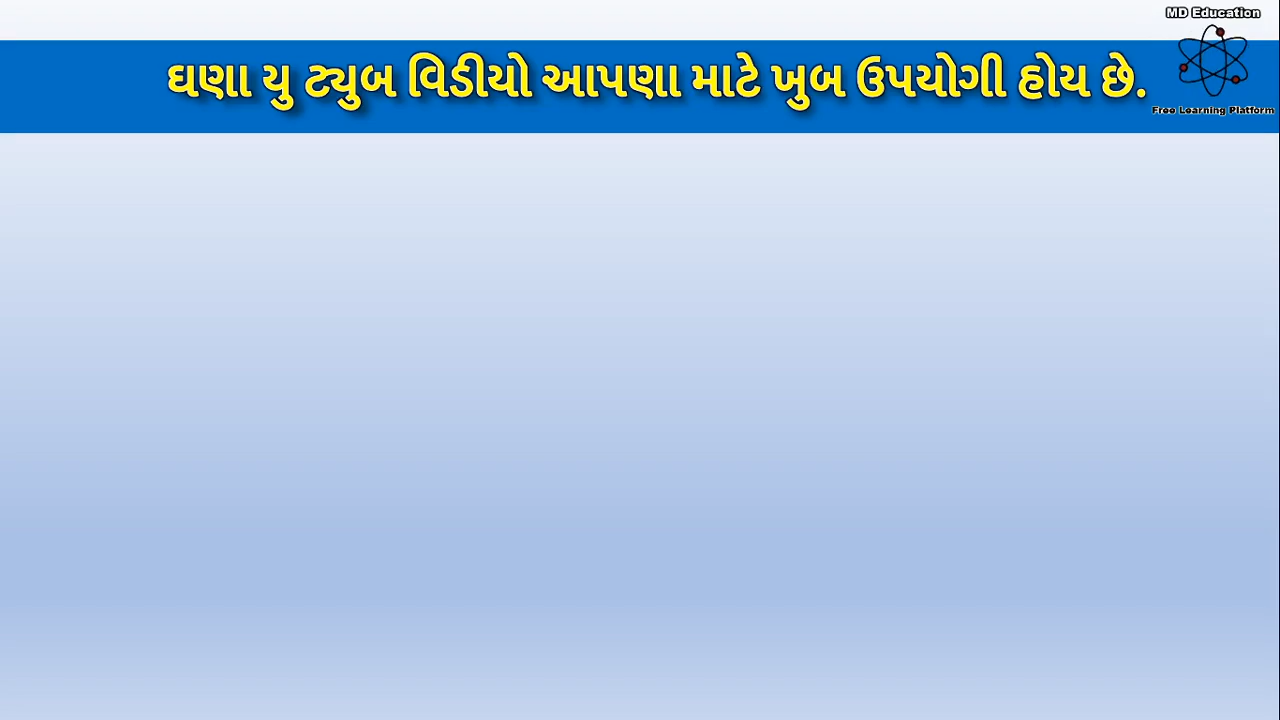 MD Education
ઘણા યુ ટ્યુબ વિડીયો આપણા માટે ખુબ ઉપયોગી હોય છે.
Free Learning Platform